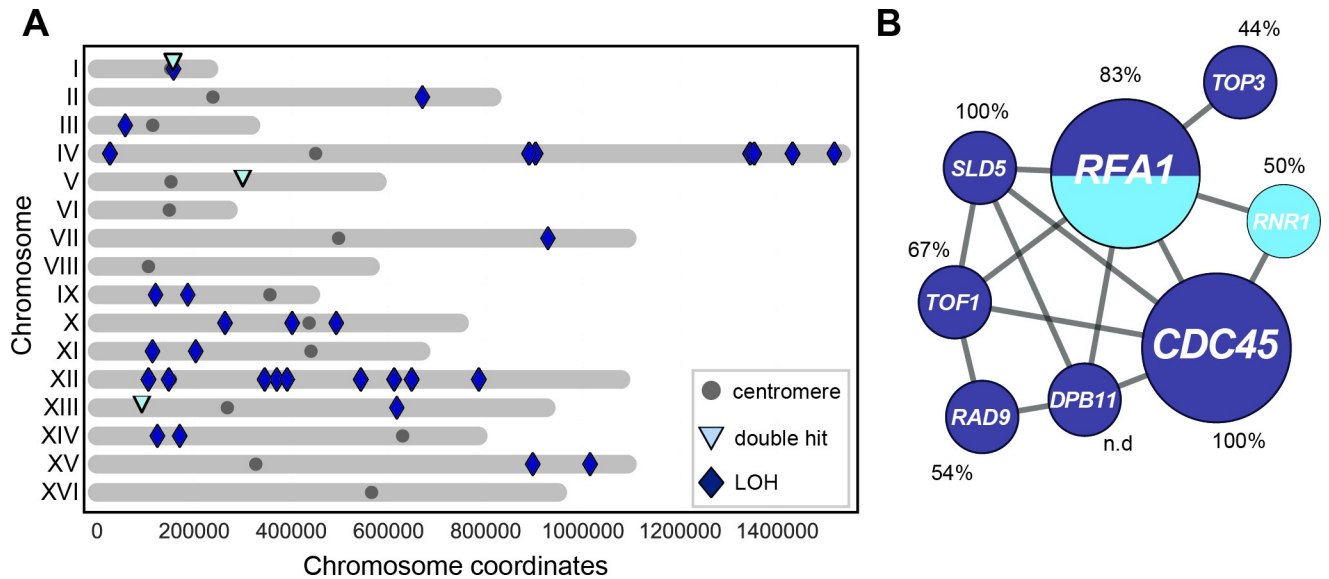 A
Chromosome
I
II
III
IV
V
VI
VII
VIII
IX
X
XI
XII
XIII
XIV
XV
XVI
centromere
double hit
LOH
0 200000 400000 600000 800000 1000000 1200000 1400000
Chromosome coordinates
B
44%
TOP3
83%
RFA1
100%
SLD5
50%
RNR1
67%
TOF1
CDC45
100%
DPB11
n.d
RAD9
54%